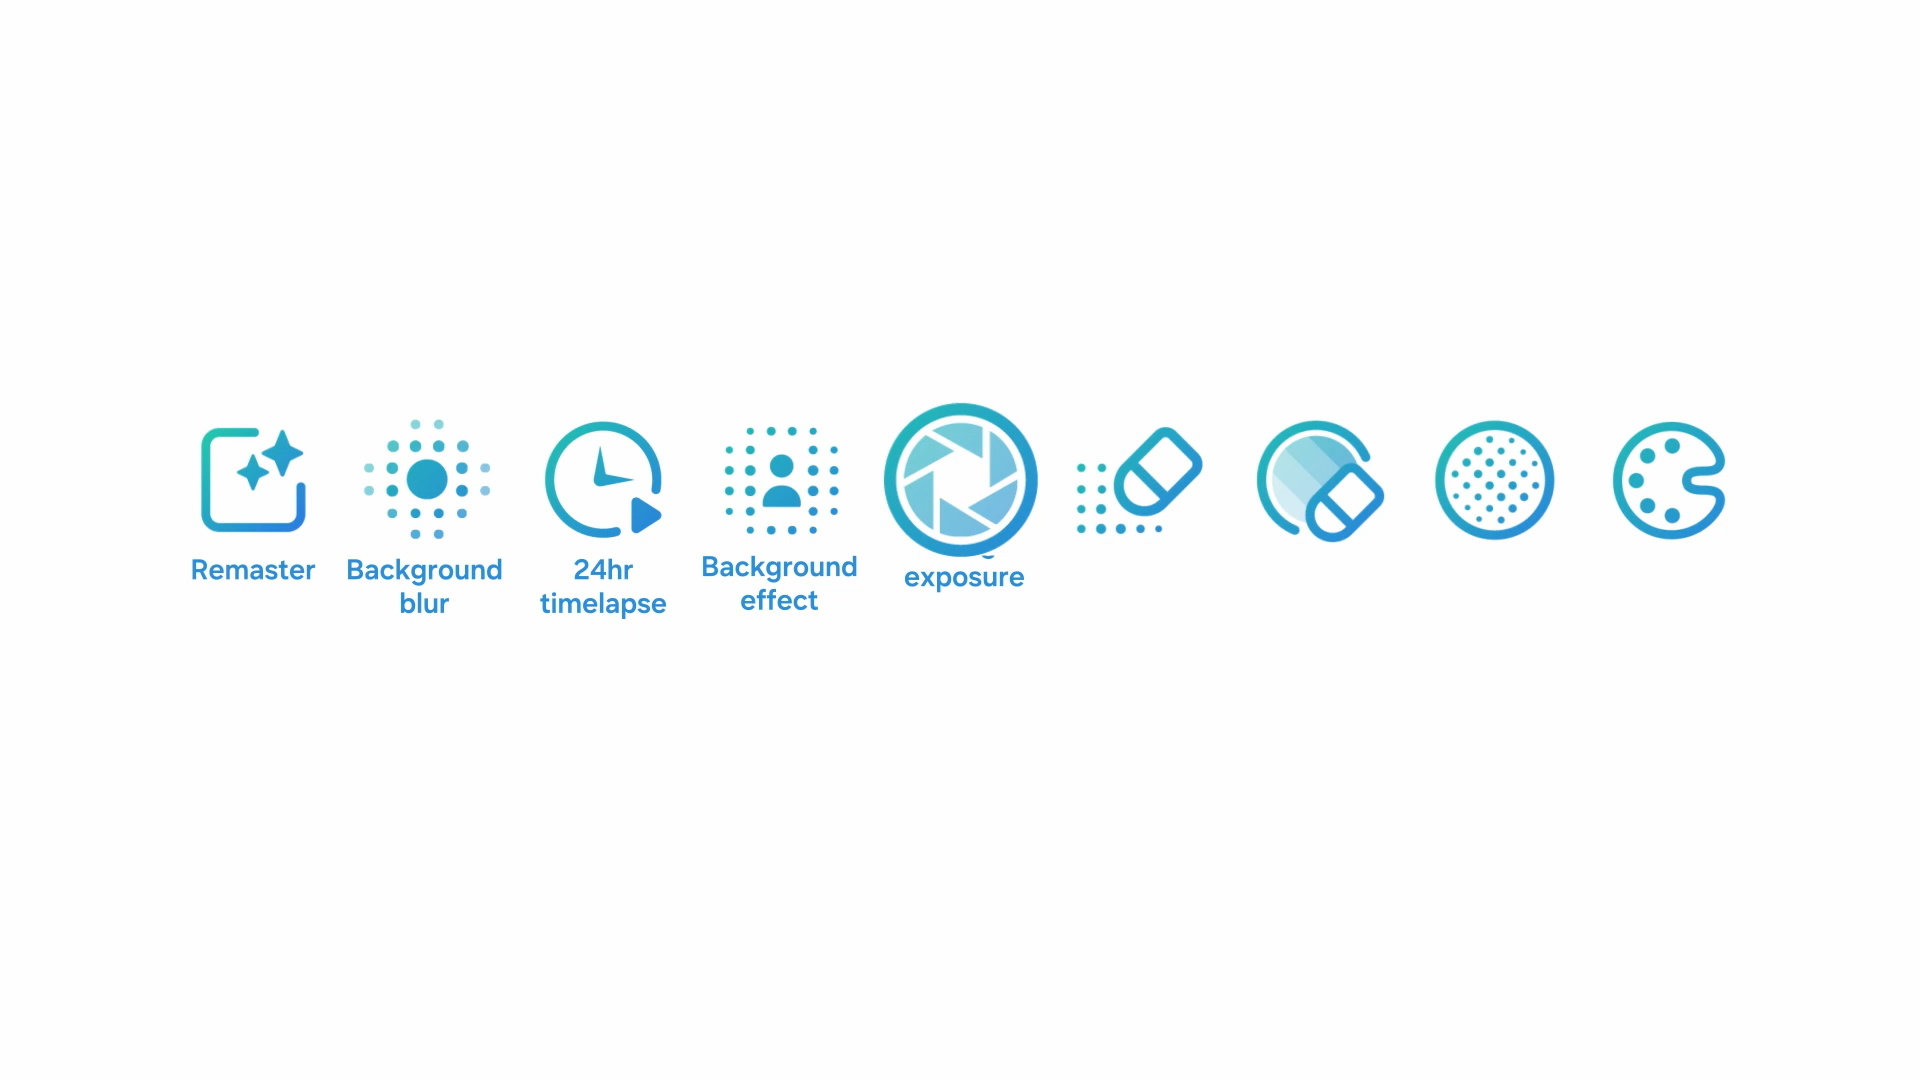 Remaster
Background
blur
24hr
timelapse
Background
effect
exposure